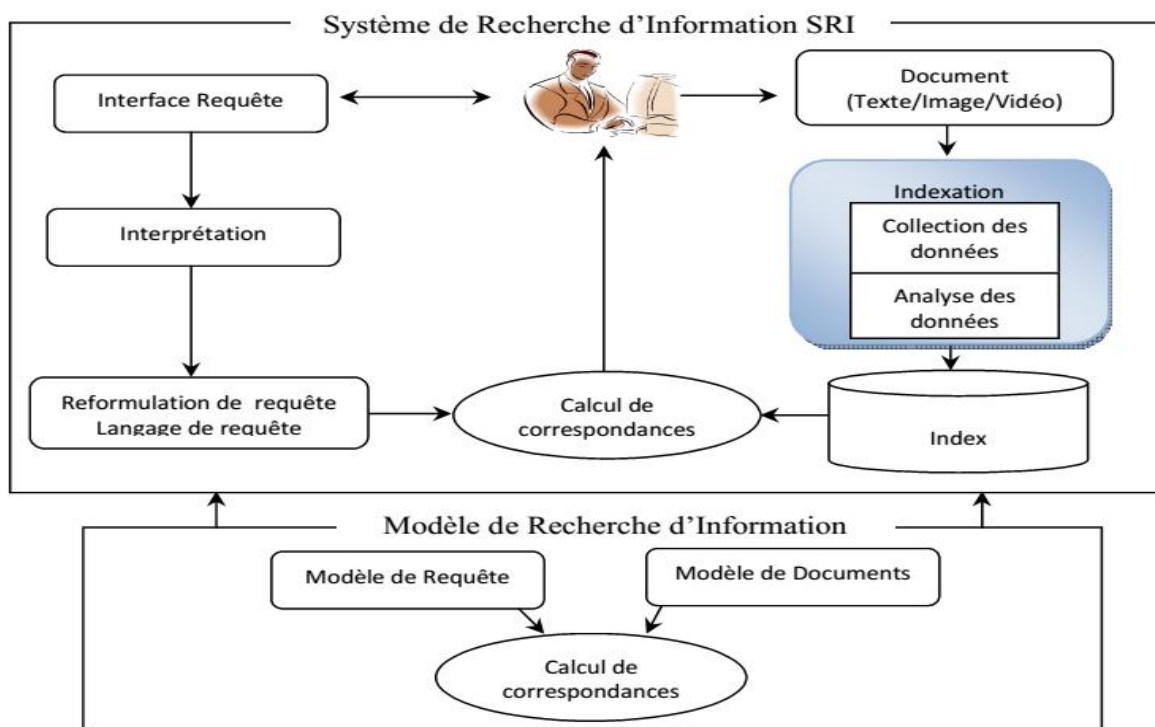 Système de Recherche d'Information SRI
Interface Requête
Document
(Texte/Image/Vidéo)
Interprétation
Indexation
Collection des
données
Analyse des
données
Reformulation de requête
Langage de requête
Calcul de
correspondances
Index
Modèle de Recherche d'Information
Modèle de Requête
Modèle de Documents
Calcul de
correspondances